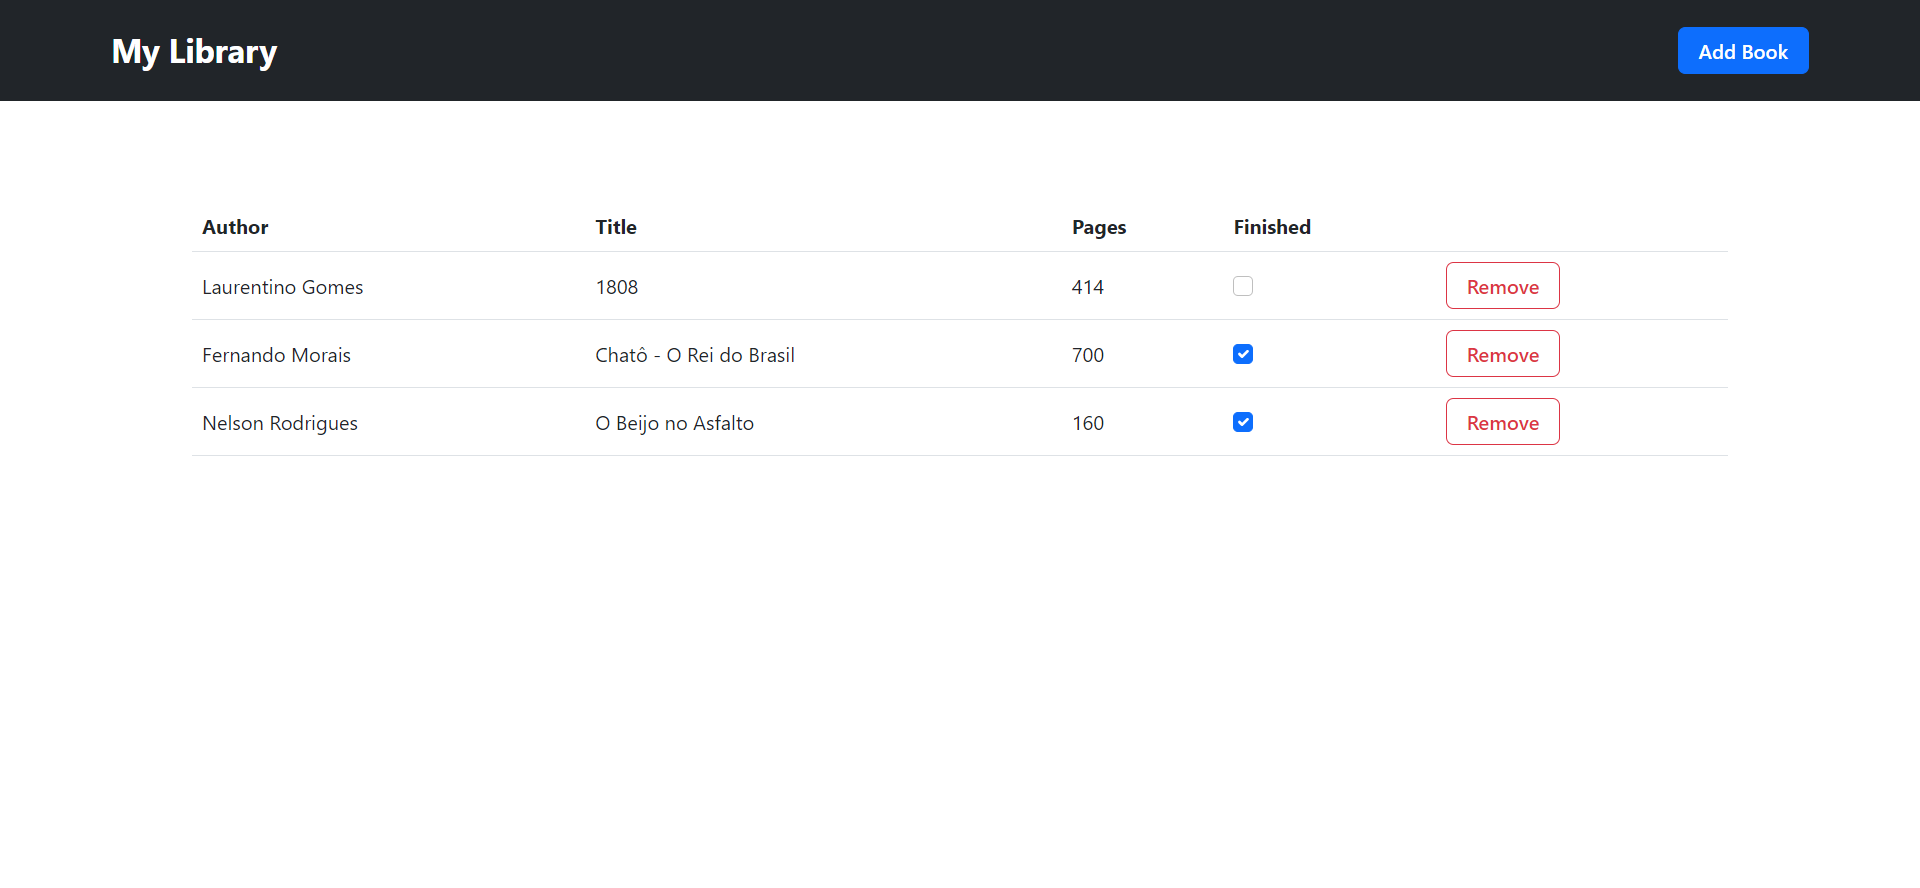 My Library
Add Book
Author Title Pages Finished
Laurentino Gomes 1808 414 Remove
Fernando Morais Chatô - O Rei do Brasil 700 Remove
Nelson Rodrigues O Beijo no Asfalto 160 Remove